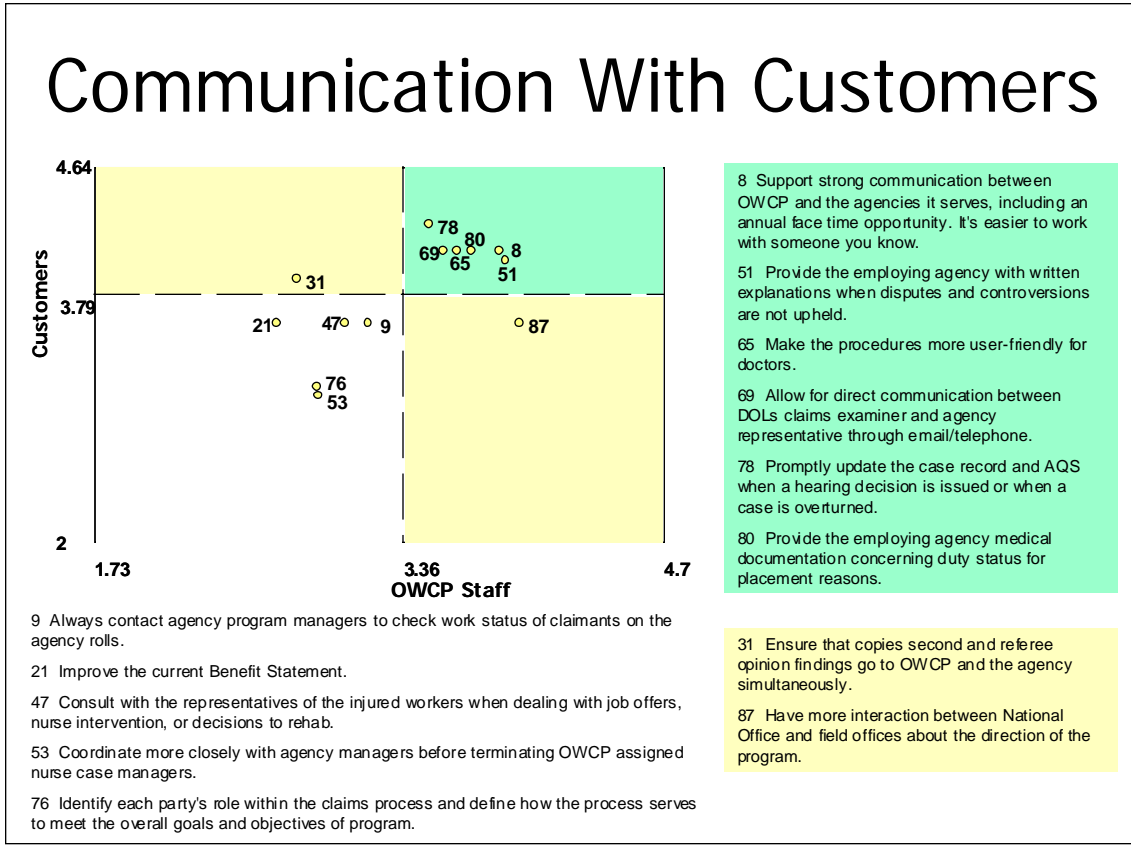 Communication With Customers
4.64
3.79
2
Customers
78
80
69
65
8
51
31
21
47
9
87
76
53
1.73
3.36
4.7
OWCP Staff
8 Support strong communication between
OWCP and the agencies it serves, including an
annual face time opportunity. It's easier to work
with someone you know.
51 Provide the employing agency with written
explanations when disputes and controversions
are not upheld.
65 Make the procedures more user-friendly for
doctors.
69 Allow for direct communication between
DOLs claims examiner and agency
representative through email/telephone.
78 Promptly update the case record and AQS
when a hearing decision is issued or when a
case is overturned.
80 Provide the employing agency medical
documentation concerning duty status for
placement reasons.
9 Always contact agency program managers to check work status of claimants on the
agency rolls.
21 Improve the current Benefit Statement.
47 Consult with the representatives of the injured workers when dealing with job offers,
nurse intervention, or decisions to rehab.
53 Coordinate more closely with agency managers before terminating OWCP assigned
nurse case managers.
76 Identify each party's role within the claims process and define how the process serves
to meet the overall goals and objectives of program.
31 Ensure that copies second and referee
opinion findings go to OWCP and the agency
simultaneously.
87 Have more interaction between National
Office and field offices about the direction of the
program.